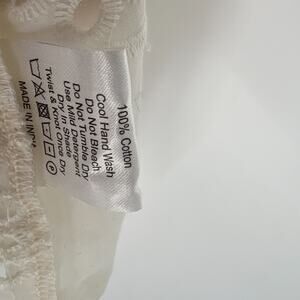 100% Cotton
Cool Hand Wash
Do Not Bleach
Do Not Tumble Dry
Use Mild Detergent
Dry In Shade
Twist & Knot Once Dry
MADE IN INDIA